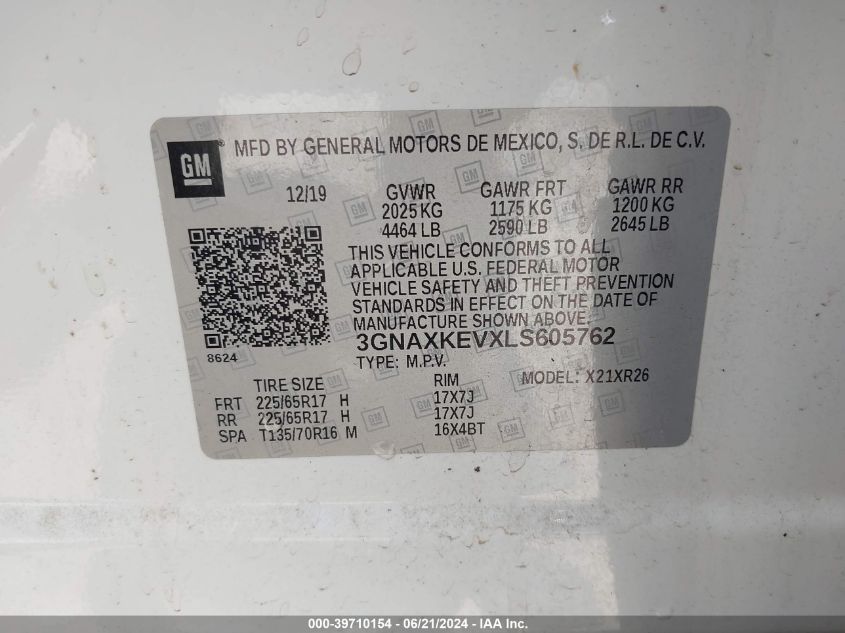 GM MFD BY GENERAL MOTORS DE MEXICO, S. DE R.L. DE C.V.
12/19 GVWR GAWR FRT GAWR RR
2025 KG 1175 KG 1200 KG
4464 LB 2590 LB 2645 LB
THIS VEHICLE CONFORMS TO ALL
APPLICABLE U.S. FEDERAL MOTOR
VEHICLE SAFETY AND THEFT PREVENTION
STANDARDS IN EFFECT ON THE DATE OF
MANUFACTURE SHOWN ABOVE.
8624 3GNAXKEVXLS605762
TYPE: M.P.V. MODEL: X21XR26
TIRE SIZE RIM
FRT 225/65R17 H 17X7J
RR 225/65R17 H 17X7J
SPA T135/70R16 M 16X4BT
000-39710154 - 06/21/2024 - IAA Inc.